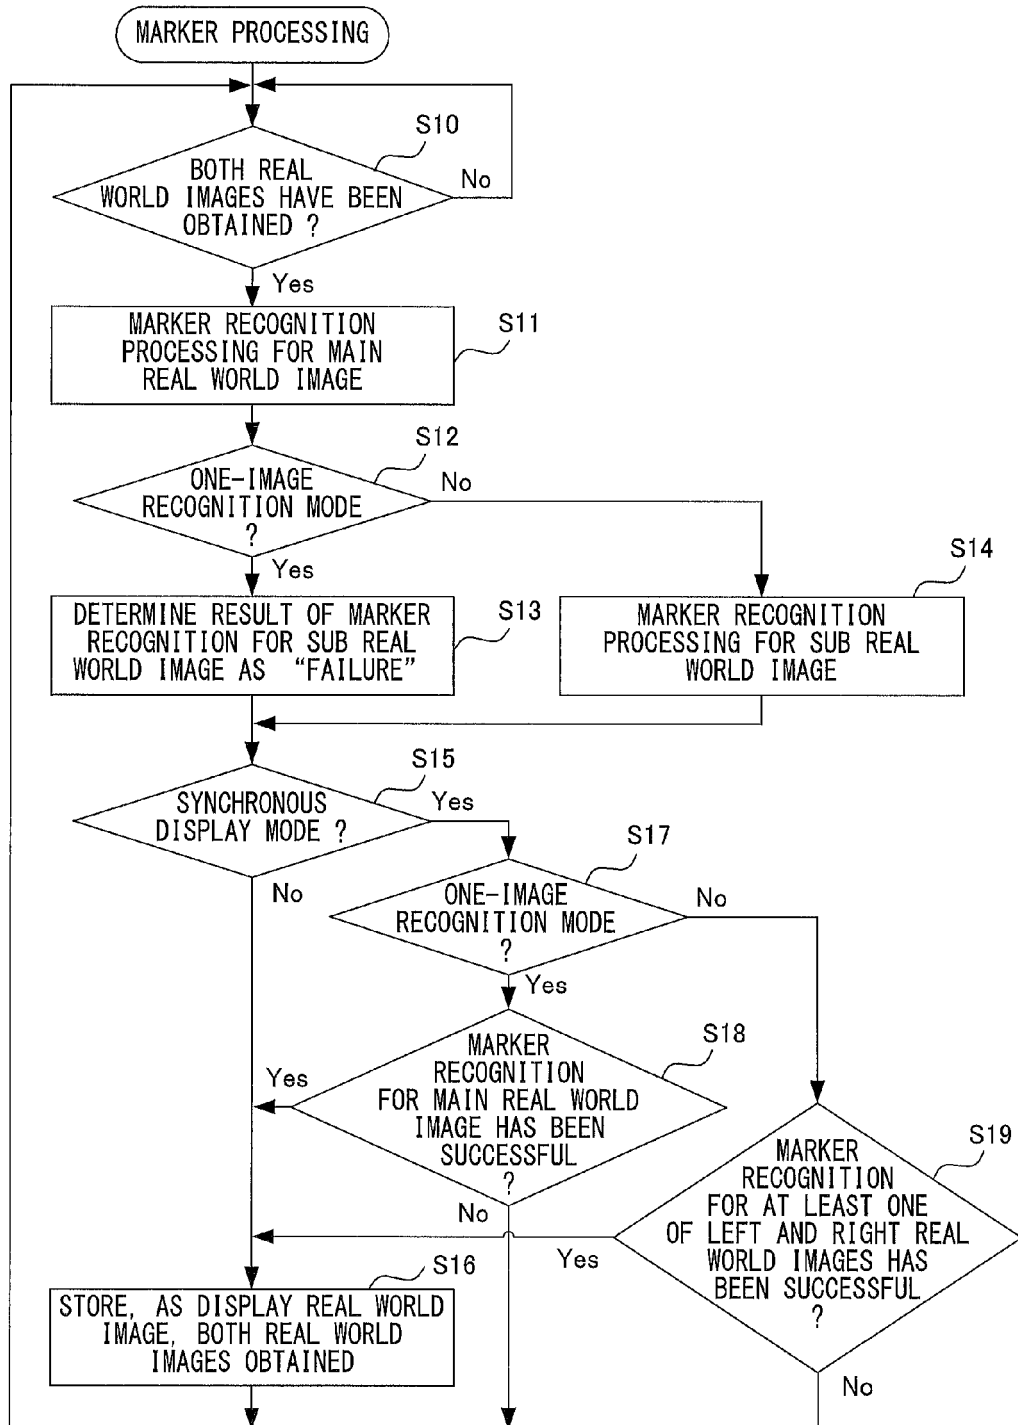 MARKER PROCESSING
S10
BOTH REAL
WORLD IMAGES HAVE BEEN
OBTAINED ?
No
Yes
MARKER RECOGNITION
PROCESSING FOR MAIN
REAL WORLD IMAGE
S11
S12
ONE-IMAGE
RECOGNITION MODE
?
No
Yes
DETERMINE RESULT OF MARKER
RECOGNITION FOR SUB REAL
WORLD IMAGE AS “FAILURE”
S13
S14
MARKER RECOGNITION
PROCESSING FOR SUB REAL
WORLD IMAGE
S15
SYNCHRONOUS
DISPLAY MODE ?
Yes
No
S17
ONE-IMAGE
RECOGNITION MODE
?
No
Yes
S18
MARKER
RECOGNITION
FOR MAIN REAL WORLD
IMAGE HAS BEEN
SUCCESSFUL
?
Yes
No
S19
MARKER
RECOGNITION
FOR AT LEAST ONE
OF LEFT AND RIGHT REAL
WORLD IMAGES HAS
BEEN SUCCESSFUL
?
Yes
No
S16
STORE, AS DISPLAY REAL WORLD
IMAGE, BOTH REAL WORLD
IMAGES OBTAINED